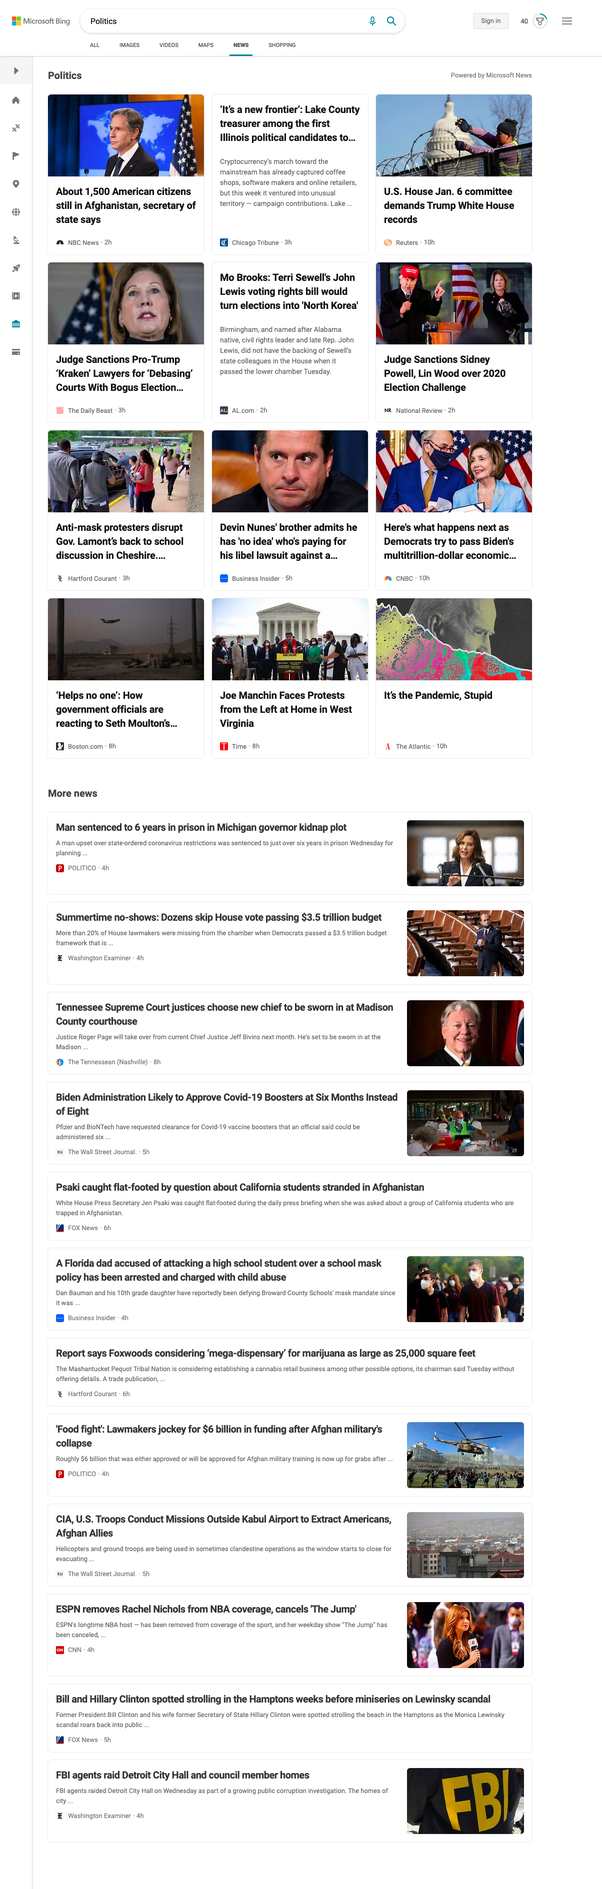 Microsoft Bing
Politics
Sign in
40
ALL IMAGES VIDEOS MAPS NEWS SHOPPING
Politics
Powered by Microsoft News
About 1,500 American citizens
still in Afghanistan, secretary of
state says
NBC News · 2h
‘It’s a new frontier’: Lake County
treasurer among the first
Illinois political candidates to...
Cryptocurrency’s march toward the
mainstream has already captured coffee
shops, software makers and online retailers,
but this week it ventured into unusual
territory — campaign contributions. Lake ...
Chicago Tribune · 3h
U.S. House Jan. 6 committee
demands Trump White House
records
Reuters · 10h
Judge Sanctions Pro-Trump
‘Kraken’ Lawyers for ‘Debasing’
Courts With Bogus Election...
The Daily Beast · 3h
Mo Brooks: Terri Sewell's John
Lewis voting rights bill would
turn elections into 'North Korea'
Birmingham, and named after Alabama
native, civil rights leader and late Rep. John
Lewis, did not have the backing of Sewell’s
state colleagues in the House when it
passed the lower chamber Tuesday.
AL.com · 2h
Judge Sanctions Sidney
Powell, Lin Wood over 2020
Election Challenge
National Review · 2h
Anti-mask protesters disrupt
Gov. Lamont’s back to school
discussion in Cheshire....
Hartford Courant · 3h
Devin Nunes' brother admits he
has 'no idea' who's paying for
his libel lawsuit against a...
Business Insider · 5h
Here's what happens next as
Democrats try to pass Biden's
multitrillion-dollar economic...
CNBC · 10h
‘Helps no one’: How
government officials are
reacting to Seth Moulton’s...
Boston.com · 8h
Joe Manchin Faces Protests
from the Left at Home in West
Virginia
Time · 8h
It’s the Pandemic, Stupid
The Atlantic · 10h
More news
Man sentenced to 6 years in prison in Michigan governor kidnap plot
A man upset over state-ordered coronavirus restrictions was sentenced to just over six years in prison Wednesday for
planning ...
POLITICO · 4h
Summertime no-shows: Dozens skip House vote passing $3.5 trillion budget
More than 20% of House lawmakers were missing from the chamber when Democrats passed a $3.5 trillion budget
framework that is ...
Washington Examiner · 4h
Tennessee Supreme Court justices choose new chief to be sworn in at Madison
County courthouse
Justice Roger Page will take over from current Chief Justice Jeff Bivins next month. He's set to be sworn in at the
Madison ...
The Tennessean (Nashville) · 8h
Biden Administration Likely to Approve Covid-19 Boosters at Six Months Instead
of Eight
Pfizer and BioNTech have requested clearance for Covid-19 vaccine boosters that an official said could be
administered six ...
The Wall Street Journal. · 5h
Psaki caught flat-footed by question about California students stranded in Afghanistan
White House Press Secretary Jen Psaki was caught flat-footed during the daily press briefing when she was asked about a group of California students who are
trapped in Afghanistan.
FOX News · 6h
A Florida dad accused of attacking a high school student over a school mask
policy has been arrested and charged with child abuse
Dan Bauman and his 10th grade daughter have reportedly been defying Broward County Schools' mask mandate since
it was ...
Business Insider · 4h
Report says Foxwoods considering ‘mega-dispensary’ for marijuana as large as 25,000 square feet
The Mashantucket Pequot Tribal Nation is considering establishing a cannabis retail business among other possible options, its chairman said Tuesday without
offering details. A trade publication, ...
Hartford Courant · 6h
'Food fight': Lawmakers jockey for $6 billion in funding after Afghan military's
collapse
Roughly $6 billion that was either approved or will be approved for Afghan military training is now up for grabs after ...
POLITICO · 4h
CIA, U.S. Troops Conduct Missions Outside Kabul Airport to Extract Americans,
Afghan Allies
Helicopters and ground troops are being used in sometimes clandestine operations as the window starts to close for
evacuating ...
The Wall Street Journal. · 5h
ESPN removes Rachel Nichols from NBA coverage, cancels 'The Jump'
ESPN's longtime NBA host — has been removed from coverage of the sport, and her weekday show "The Jump" has
been canceled, ...
CNN · 4h
Bill and Hillary Clinton spotted strolling in the Hamptons weeks before miniseries on Lewinsky scandal
Former President Bill Clinton and his wife former Secretary of State Hillary Clinton were spotted strolling the beach in the Hamptons as the Monica Lewinsky
scandal roars back into public ...
FOX News · 5h
FBI agents raid Detroit City Hall and council member homes
FBI agents raided Detroit City Hall on Wednesday as part of a growing public corruption investigation. The homes of
city ...
Washington Examiner · 4h
FBI